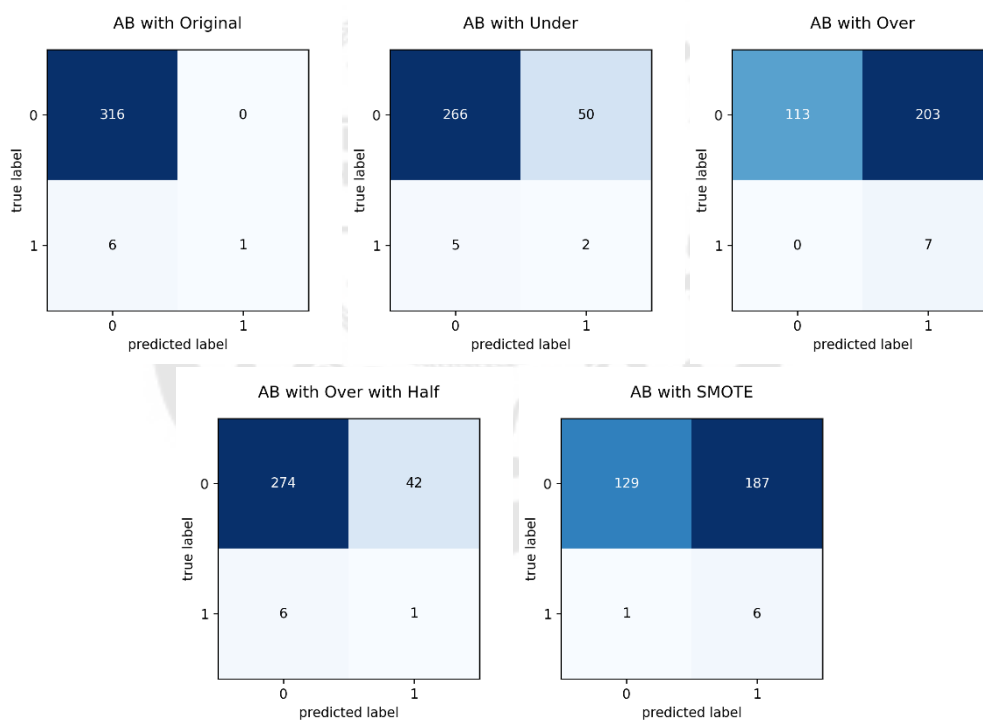 AB with Original
0
316
0
true label
1
6
1
0
1
predicted label
AB with Under
0
266
50
true label
1
5
2
0
1
predicted label
AB with Over
0
113
203
true label
1
0
7
0
1
predicted label
AB with Over with Half
0
274
42
true label
1
6
1
0
1
predicted label
AB with SMOTE
0
129
187
true label
1
1
6
0
1
predicted label